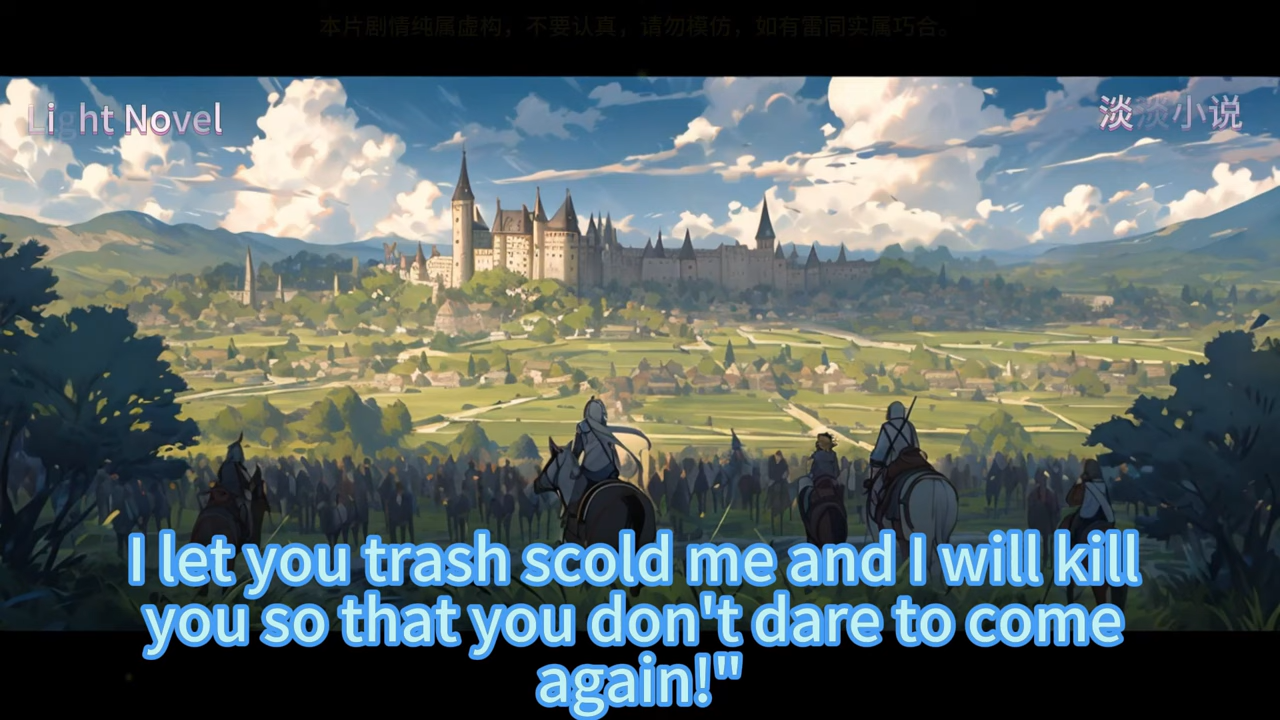 本片剧情纯属虚构，不要认真，请勿模仿，如有雷同实属巧合。
Light Novel
淡淡小说
I let you trash scold me and I will kill
you so that you don't dare to come
again!"